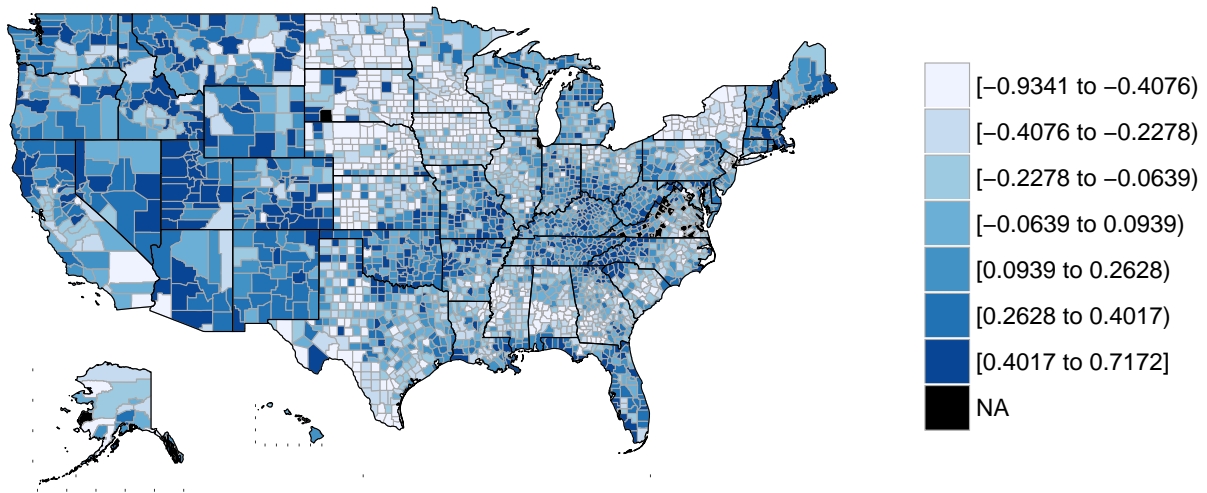 [−0.9341 to −0.4076)
[−0.4076 to −0.2278)
[−0.2278 to −0.0639)
[−0.0639 to 0.0939)
[0.0939 to 0.2628)
[0.2628 to 0.4017)
[0.4017 to 0.7172]
NA